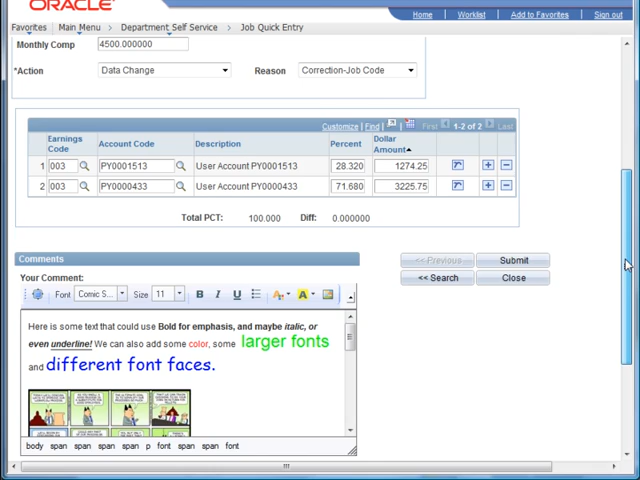 ORACLE
Home Worklist Add to Favorites Sign out
Favorites Main Menu > Department Self Service > Job Quick Entry
Monthly Comp 4500.000000
*Action Data Change Reason Correction-Job Code
Customize | Find | First 1-2 of 2 Last
Earnings Code Account Code Description Percent Dollar Amount
1 003 PY0001513 User Account PY0001513 28.320 1274.25
2 003 PY0000433 User Account PY0000433 71.680 3225.75
Total PCT: 100.000 Diff: 0.000000
Comments
<< Previous Submit
<< Search Close
Your Comment:
Font Comic S... Size 11 B I U
Here is some text that could use Bold for emphasis, and maybe italic, or
even underline! We can also add some color, some larger fonts
and different font faces.
body span span span p font span span font